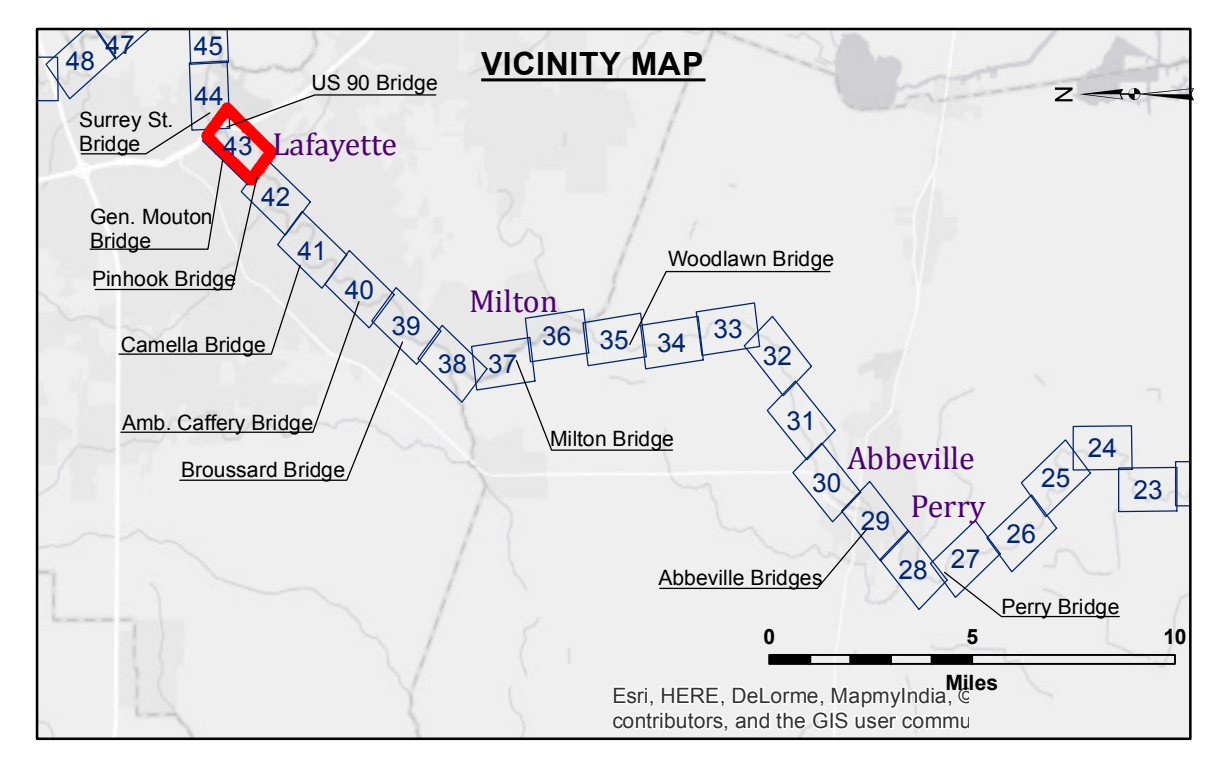 VICINITY MAP
47
48
45
US 90 Bridge
44
N
Surrey St.
Bridge
43
Lafayette
42
Gen. Mouton
Bridge
41
Woodlawn Bridge
Pinhook Bridge
40
Milton
39
36
35
34
33
Camella Bridge
38
37
32
31
Amb. Caffery Bridge
Milton Bridge
24
Broussard Bridge
Abbeville
30
25
23
Perry
29
26
27
28
Abbeville Bridges
Perry Bridge
0 5 10
Miles
Esri, HERE, DeLorme, MapmyIndia, ©
contributors, and the GIS user commu